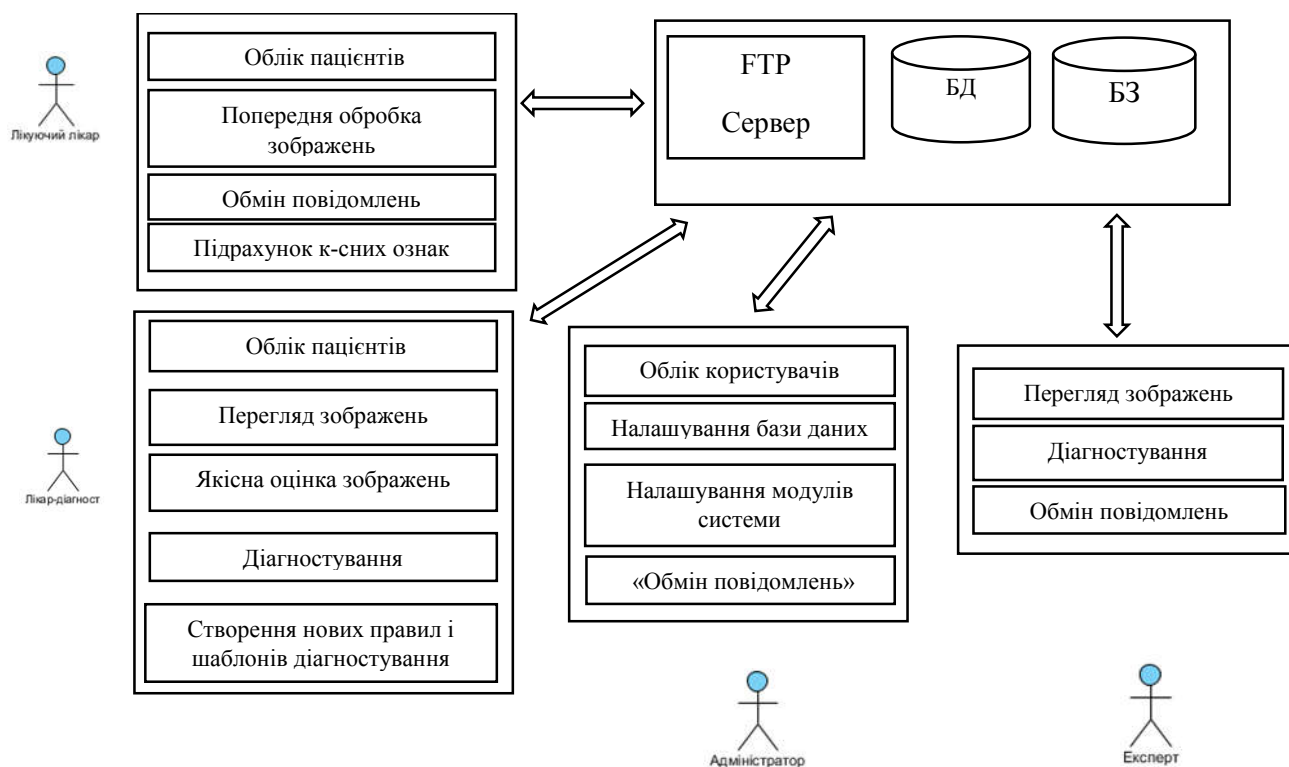 Лікуючий лікар
Облік пацієнтів
Попередня обробка
зображень
Обмін повідомлень
Підрахунок к-сних ознак
FTP
Сервер
БД
БЗ
Лікар-діагност
Облік пацієнтів
Перегляд зображень
Якісна оцінка зображень
Діагностування
Створення нових правил і
шаблонів діагностування
Облік користувачів
Налашування бази даних
Налашування модулів
системи
«Обмін повідомлень»
Перегляд зображень
Діагностування
Обмін повідомлень
Адміністратор
Експерт